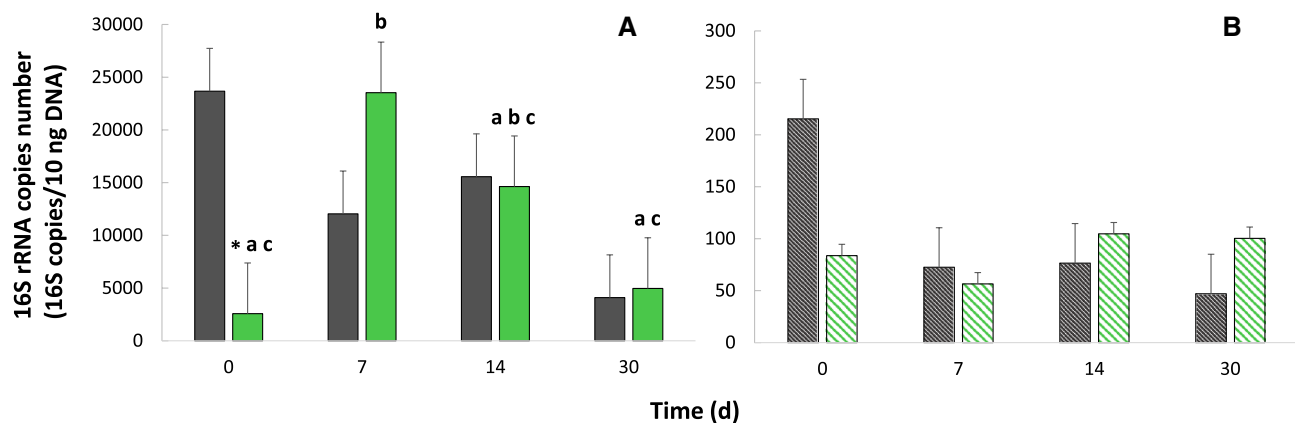 16S rRNA copies number
(16S copies/10 ng DNA)
A
30000
25000
20000
15000
10000
5000
0
* a c
b
a b c
a c
0 7 14 30
B
300
250
200
150
100
50
0
0 7 14 30
Time (d)